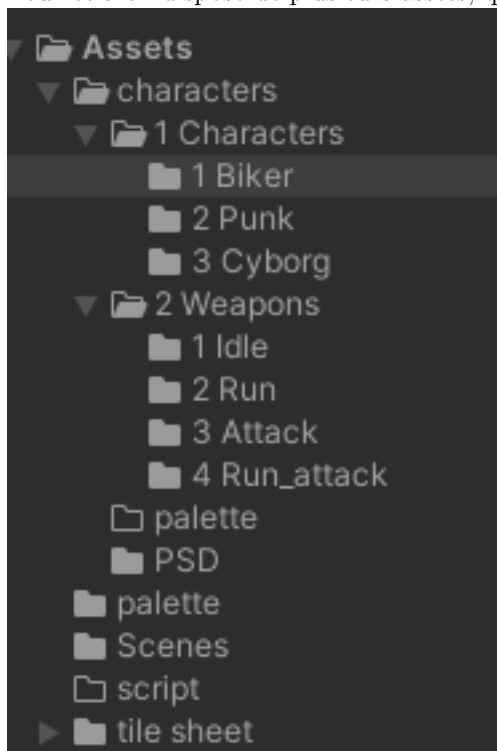 Assets
characters
1 Characters
1 Biker
2 Punk
3 Cyborg
2 Weapons
1 Idle
2 Run
3 Attack
4 Run_attack
palette
PSD
palette
Scenes
script
tile sheet